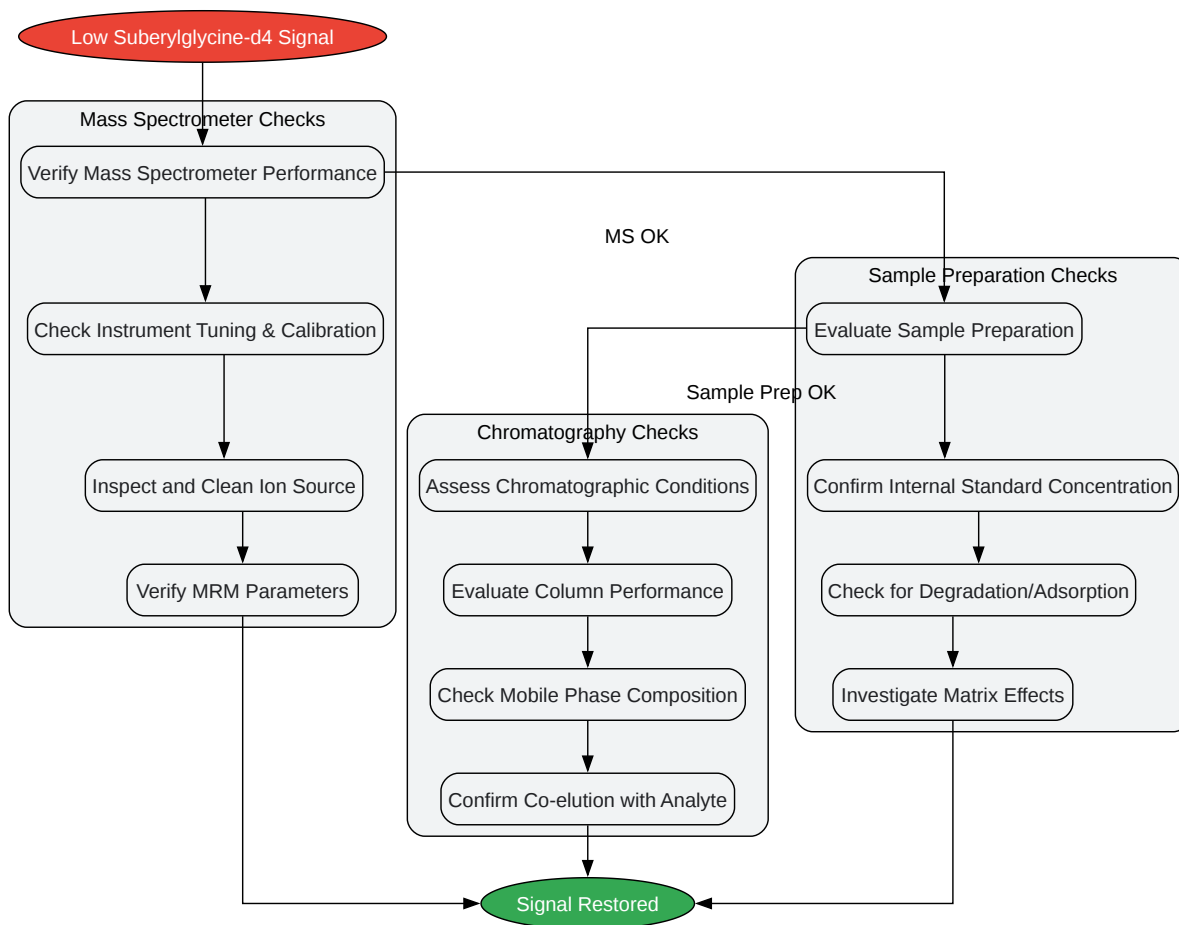 Low Suberylglycine-d4 Signal
Mass Spectrometer Checks
Verify Mass Spectrometer Performance
MS OK
Sample Preparation Checks
Check Instrument Tuning & Calibration
Evaluate Sample Preparation
Sample Prep OK
Chromatography Checks
Inspect and Clean Ion Source
Assess Chromatographic Conditions
Confirm Internal Standard Concentration
Verify MRM Parameters
Evaluate Column Performance
Check for Degradation/Adsorption
Check Mobile Phase Composition
Investigate Matrix Effects
Confirm Co-elution with Analyte
Signal Restored